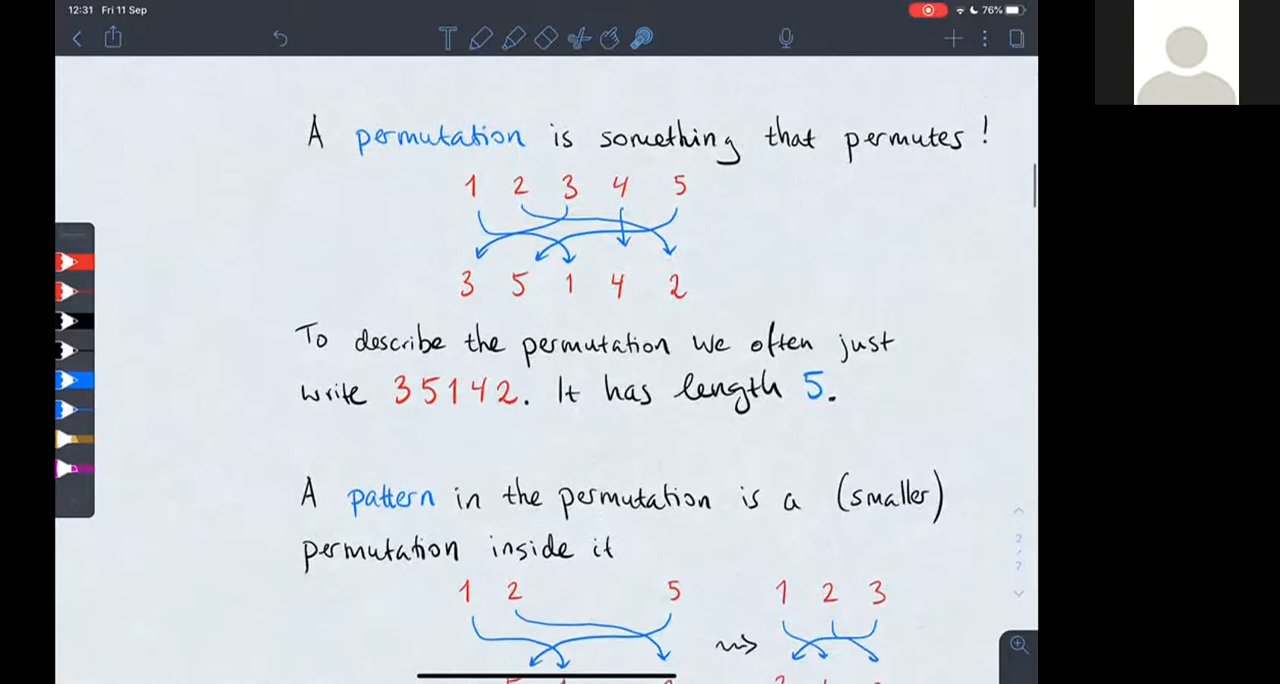 12:31 Fri 11 Sep
76%
A permutation is something that permutes!
1 2 3 4 5
3 5 1 4 2
To describe the permutation we often just
write 35142. It has length 5.
A pattern in the permutation is a (smaller)
permutation inside it
1 2 5 1 2 3
2
7